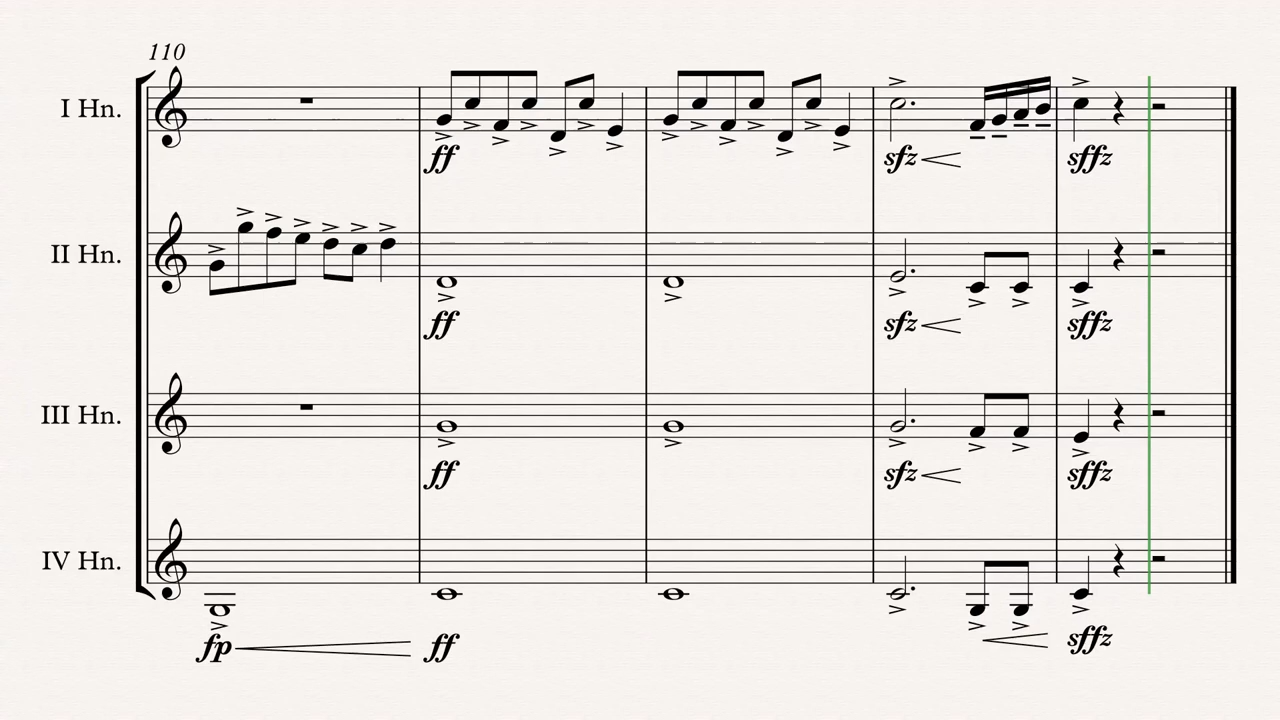 110
I Hn.
ff sfz sffz
II Hn.
ff sfz sffz
III Hn.
ff sfz sffz
IV Hn.
fp ff sffz